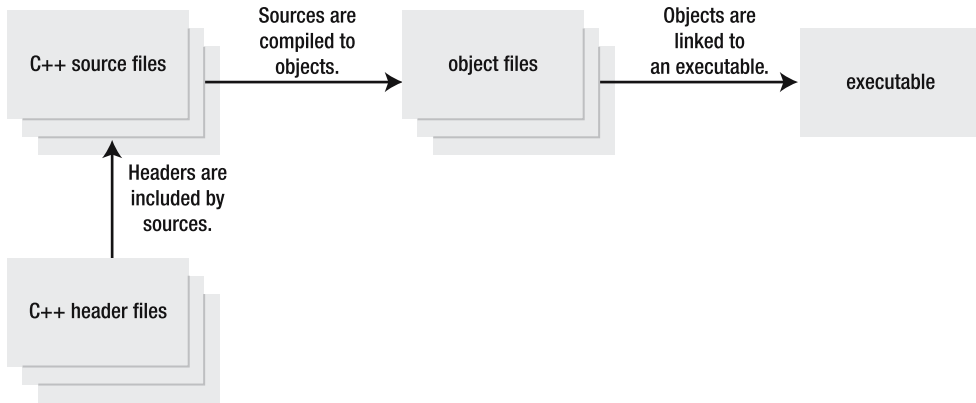 C++ source files
Sources are
compiled to
objects.
object files
Objects are
linked to
an executable.
executable
Headers are
included by
sources.
C++ header files